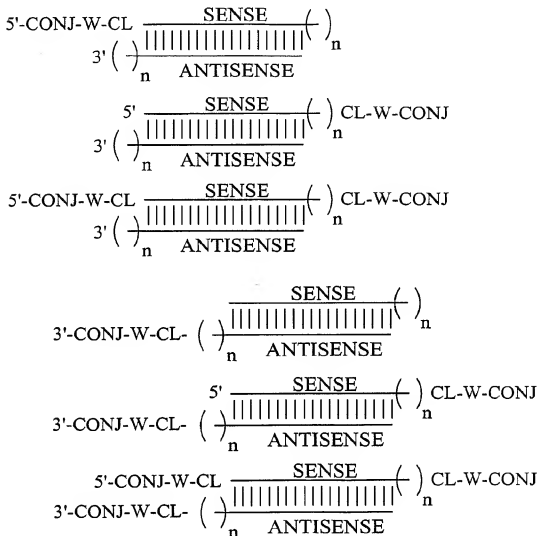 5'-CONJ-W-CL SENSE ( )n
3' ( )n ANTISENSE
5' SENSE ( )n CL-W-CONJ
3' ( )n ANTISENSE
5'-CONJ-W-CL SENSE ( )n CL-W-CONJ
3' ( )n ANTISENSE
SENSE ( )n
3'-CONJ-W-CL- ( )n ANTISENSE
5' SENSE ( )n CL-W-CONJ
3'-CONJ-W-CL- ( )n ANTISENSE
5'-CONJ-W-CL SENSE ( )n CL-W-CONJ
3'-CONJ-W-CL- ( )n ANTISENSE